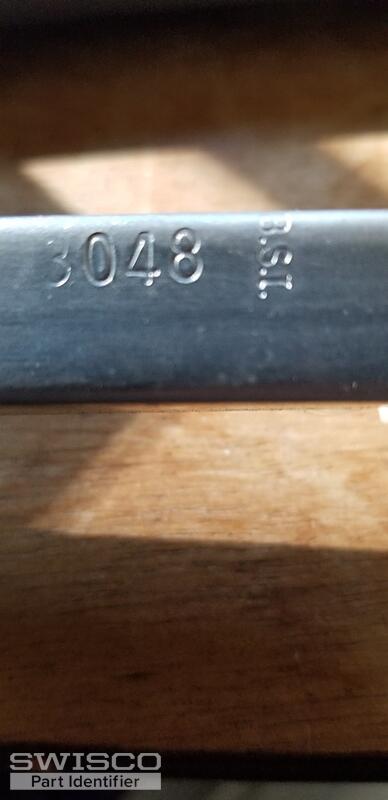 3048
B.S.I.
SWISCO
Part Identifier